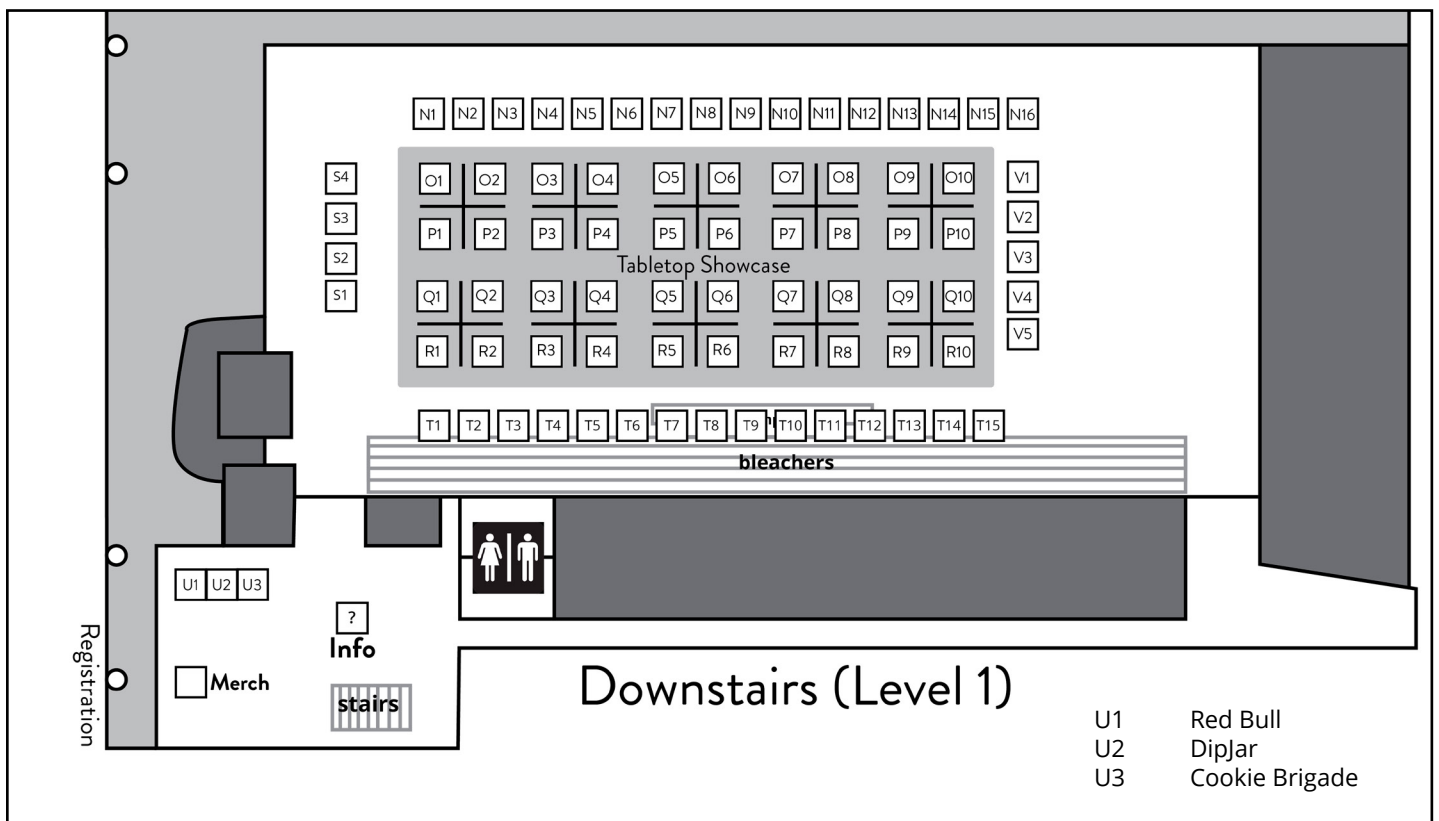 N1 N2 N3 N4 N5 N6 N7 N8 N9 N10 N11 N12 N13 N14 N15 N16
S4 O1 O2 O3 O4 O5 O6 O7 O8 O9 O10 V1
S3 P1 P2 P3 P4 P5 P6 P7 P8 P9 P10 V2
S2 Tabletop Showcase V3
S1 Q1 Q2 Q3 Q4 Q5 Q6 Q7 Q8 Q9 Q10 V4
R1 R2 R3 R4 R5 R6 R7 R8 R9 R10 V5
T1 T2 T3 T4 T5 T6 T7 T8 T9 T10 T11 T12 T13 T14 T15
bleachers
U1 U2 U3
?
Info
Registration
Merch
stairs
Downstairs (Level 1)
U1 Red Bull
U2 DipJar
U3 Cookie Brigade